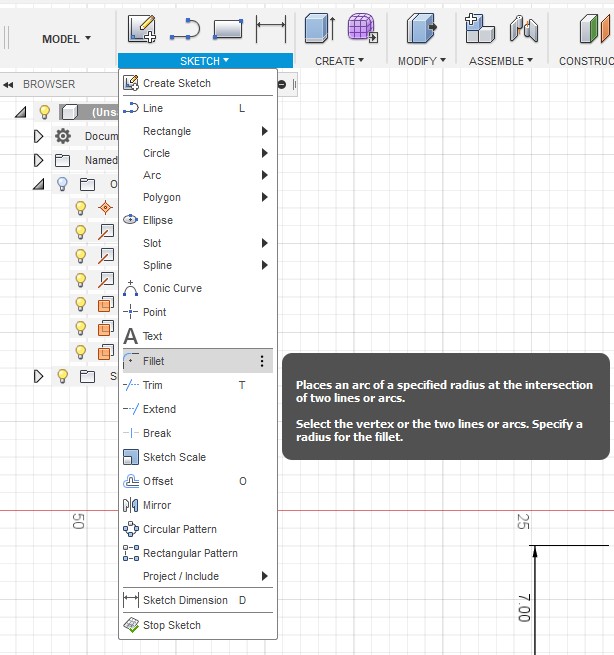 MODEL
SKETCH
CREATE
MODIFY
ASSEMBLE
CONSTRUC
BROWSER
(Uns
Docum
Named
O
S
Create Sketch
Line L
Rectangle
Circle
Arc
Polygon
Ellipse
Slot
Spline
Conic Curve
Point
A Text
Fillet
Trim T
Extend
Break
Sketch Scale
Offset O
Mirror
Circular Pattern
Rectangular Pattern
Project / Include
Sketch Dimension D
Stop Sketch
Places an arc of a specified radius at the intersection
of two lines or arcs.
Select the vertex or the two lines or arcs. Specify a
radius for the fillet.
50
25
7.00